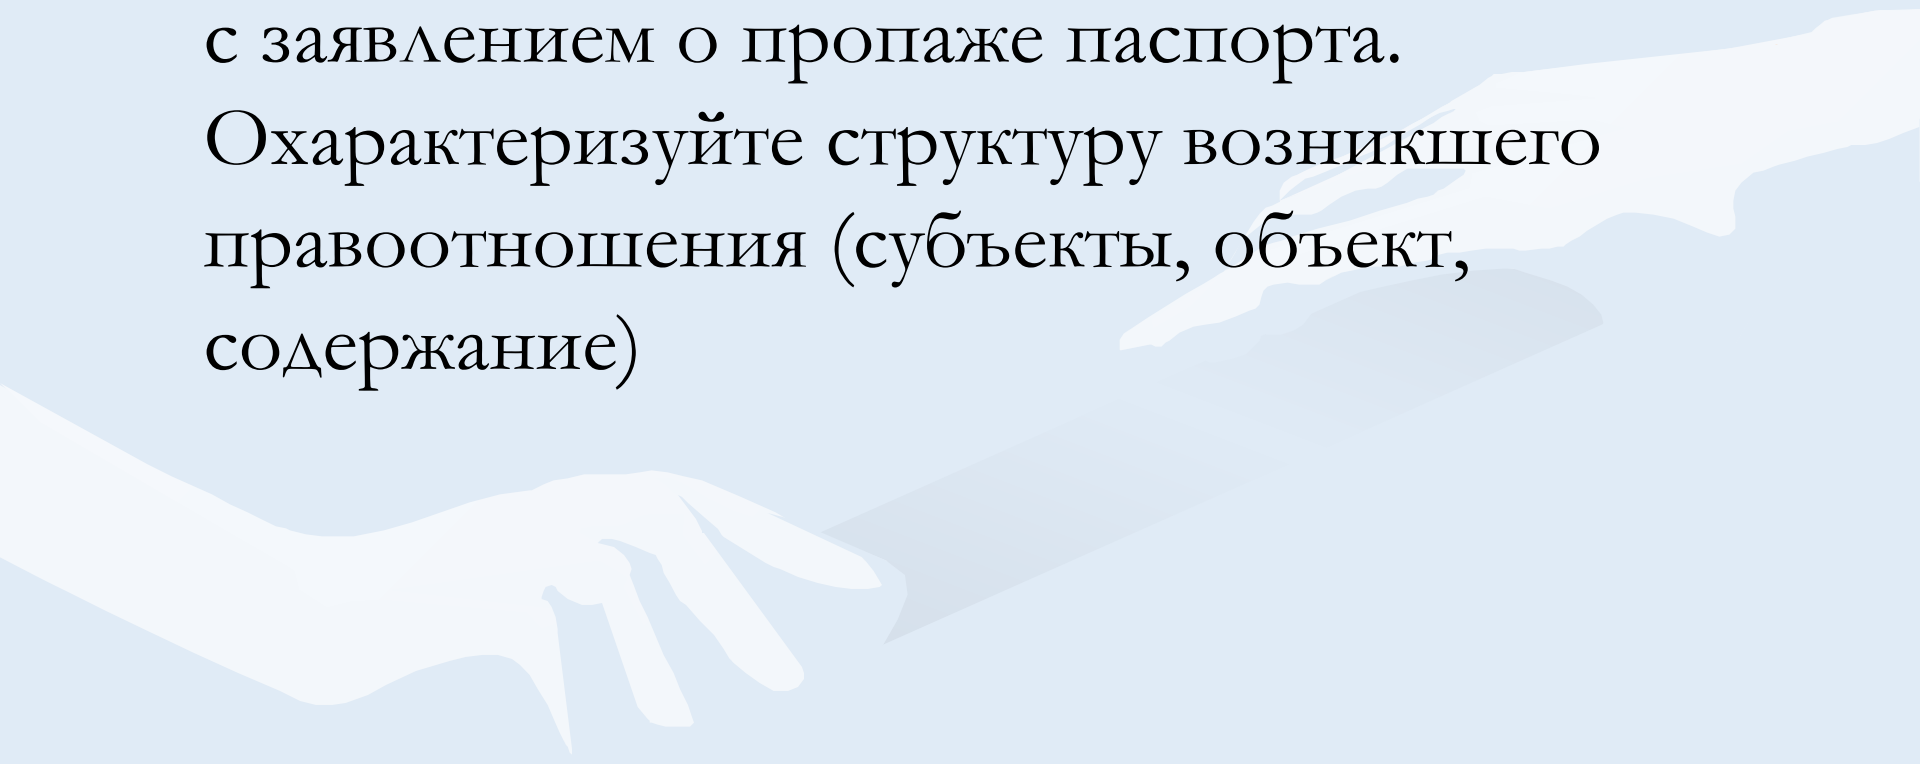 с заявлением о пропаже паспорта.
Охарактеризуйте структуру возникшего
правоотношения (субъекты, объект,
содержание)